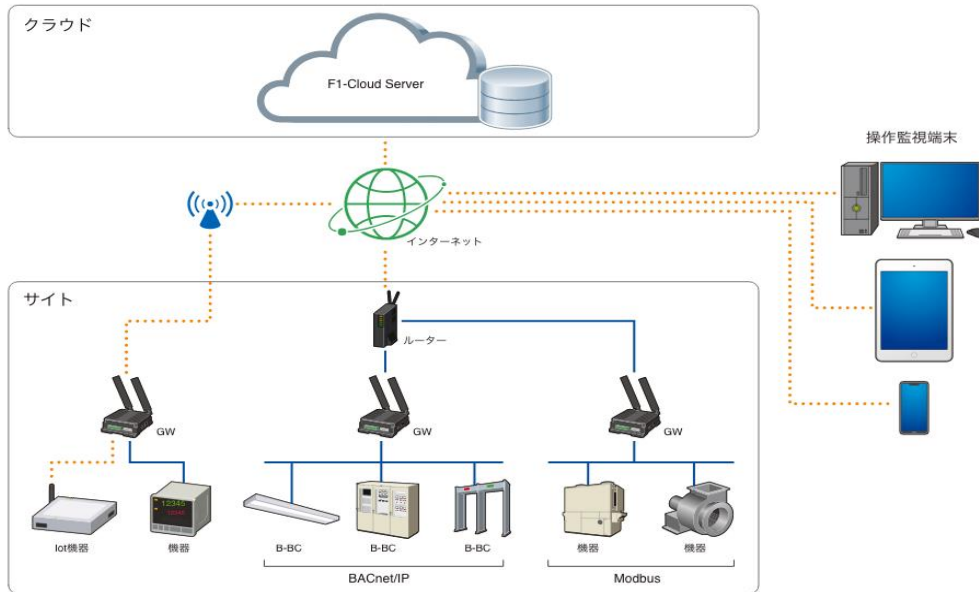 クラウド
F1-Cloud Server
操作監視端末
インターネット
サイト
ルーター
GW
GW
GW
12345
12345
Iot機器
機器
B-BC
B-BC
B-BC
機器
機器
BACnet/IP
Modbus